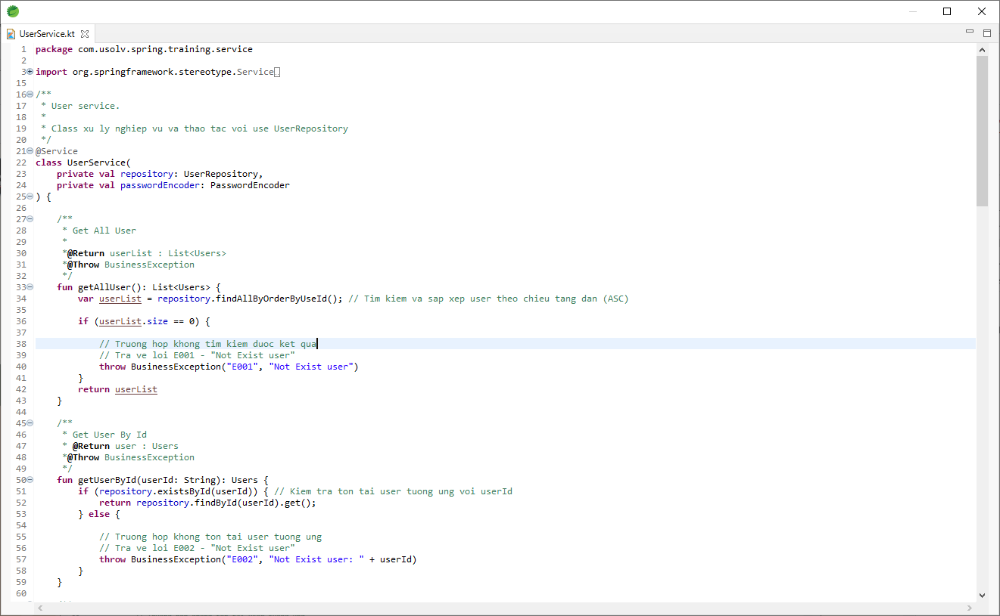 UserService.kt
1 package com.usolv.spring.training.service
2
3 import org.springframework.stereotype.Service
15
16 /**
17  * User service.
18  *
19  * Class xu ly nghiep vu va thao tac voi use UserRepository
20  */
21 @Service
22 class UserService(
23     private val repository: UserRepository,
24     private val passwordEncoder: PasswordEncoder
25 ) {
26
27     /**
28      * Get All User
29      *
30      *@Return userList : List<Users>
31      *@Throw BusinessException
32      */
33     fun getAllUser(): List<Users> {
34         var userList = repository.findAllByOrderByUseId(); // Tim kiem va sap xep user theo chieu tang dan (ASC)
35
36         if (userList.size == 0) {
37
38             // Truong hop khong tim kiem duoc ket qua
39             // Tra ve loi E001 - "Not Exist user"
40             throw BusinessException("E001", "Not Exist user")
41         }
42         return userList
43     }
44
45     /**
46      * Get User By Id
47      * @Return user : Users
48      *@Throw BusinessException
49      */
50     fun getUserById(userId: String): Users {
51         if (repository.existsById(userId)) { // Kiem tra ton tai user tuong ung voi userId
52             return repository.findById(userId).get();
53         } else {
54
55             // Truong hop khong ton tai user tuong ung
56             // Tra ve loi E002 - "Not Exist user"
57             throw BusinessException("E002", "Not Exist user: " + userId)
58         }
59     }
60